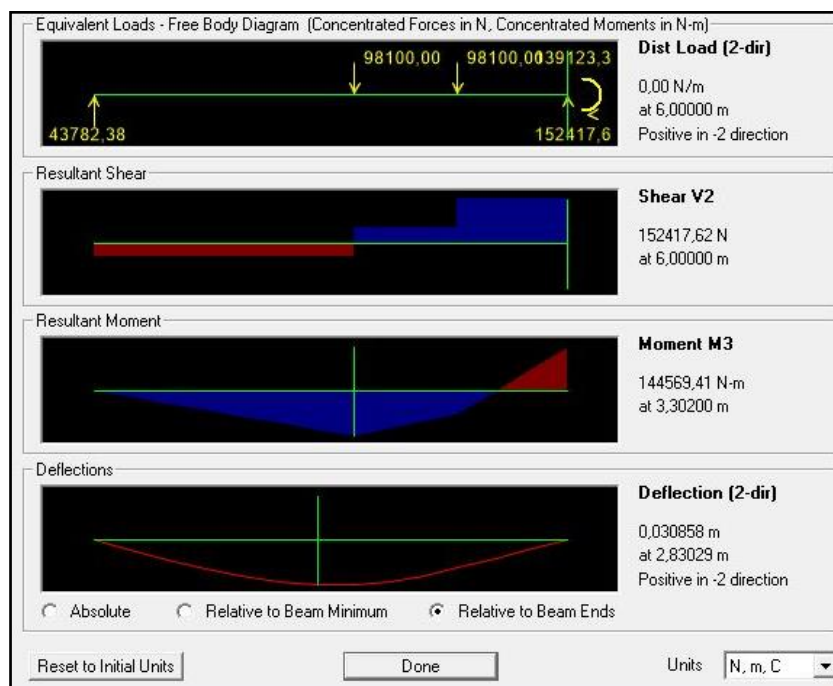 Equivalent Loads - Free Body Diagram (Concentrated Forces in N, Concentrated Moments in N-m)
98100,00 98100,00 139123,3
43782,38 152417,6
Dist Load (2-dir)
0,00 N/m
at 6,00000 m
Positive in -2 direction
Resultant Shear
Shear V2
152417,62 N
at 6,00000 m
Resultant Moment
Moment M3
144569,41 N-m
at 3,30200 m
Deflections
Deflection (2-dir)
0,030858 m
at 2,83029 m
Positive in -2 direction
Absolute Relative to Beam Minimum Relative to Beam Ends
Reset to Initial Units Done Units N, m, C